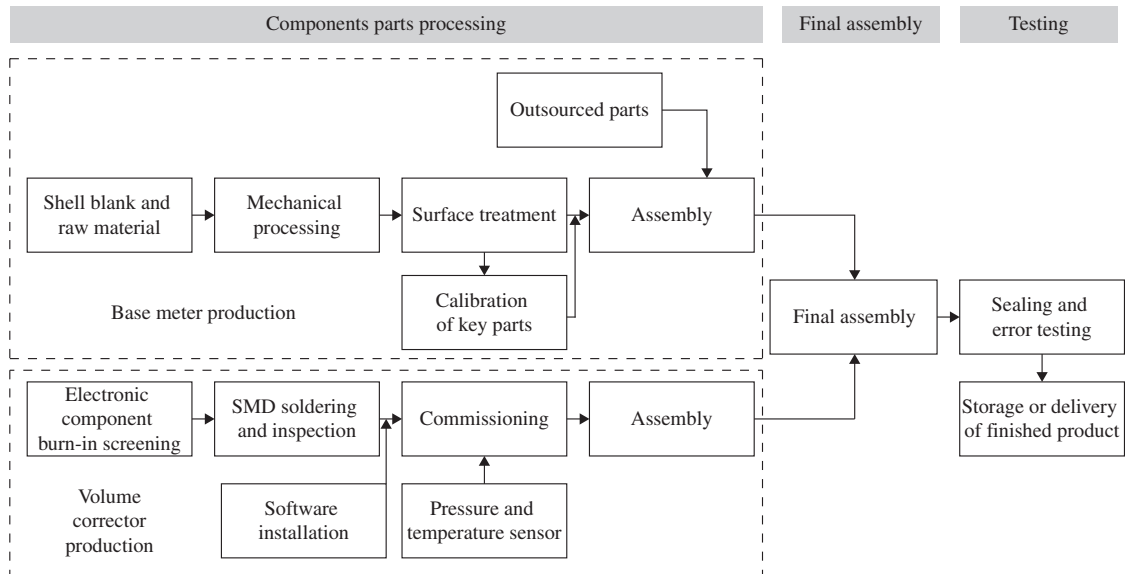 Components parts processing
Final assembly
Testing
Outsourced parts
Shell blank and
raw material
Mechanical
processing
Surface treatment
Assembly
Calibration
of key parts
Base meter production
Final assembly
Sealing and
error testing
Electronic
component
burn-in screening
SMD soldering
and inspection
Commissioning
Assembly
Storage or delivery
of finished product
Volume
corrector
production
Software
installation
Pressure and
temperature sensor